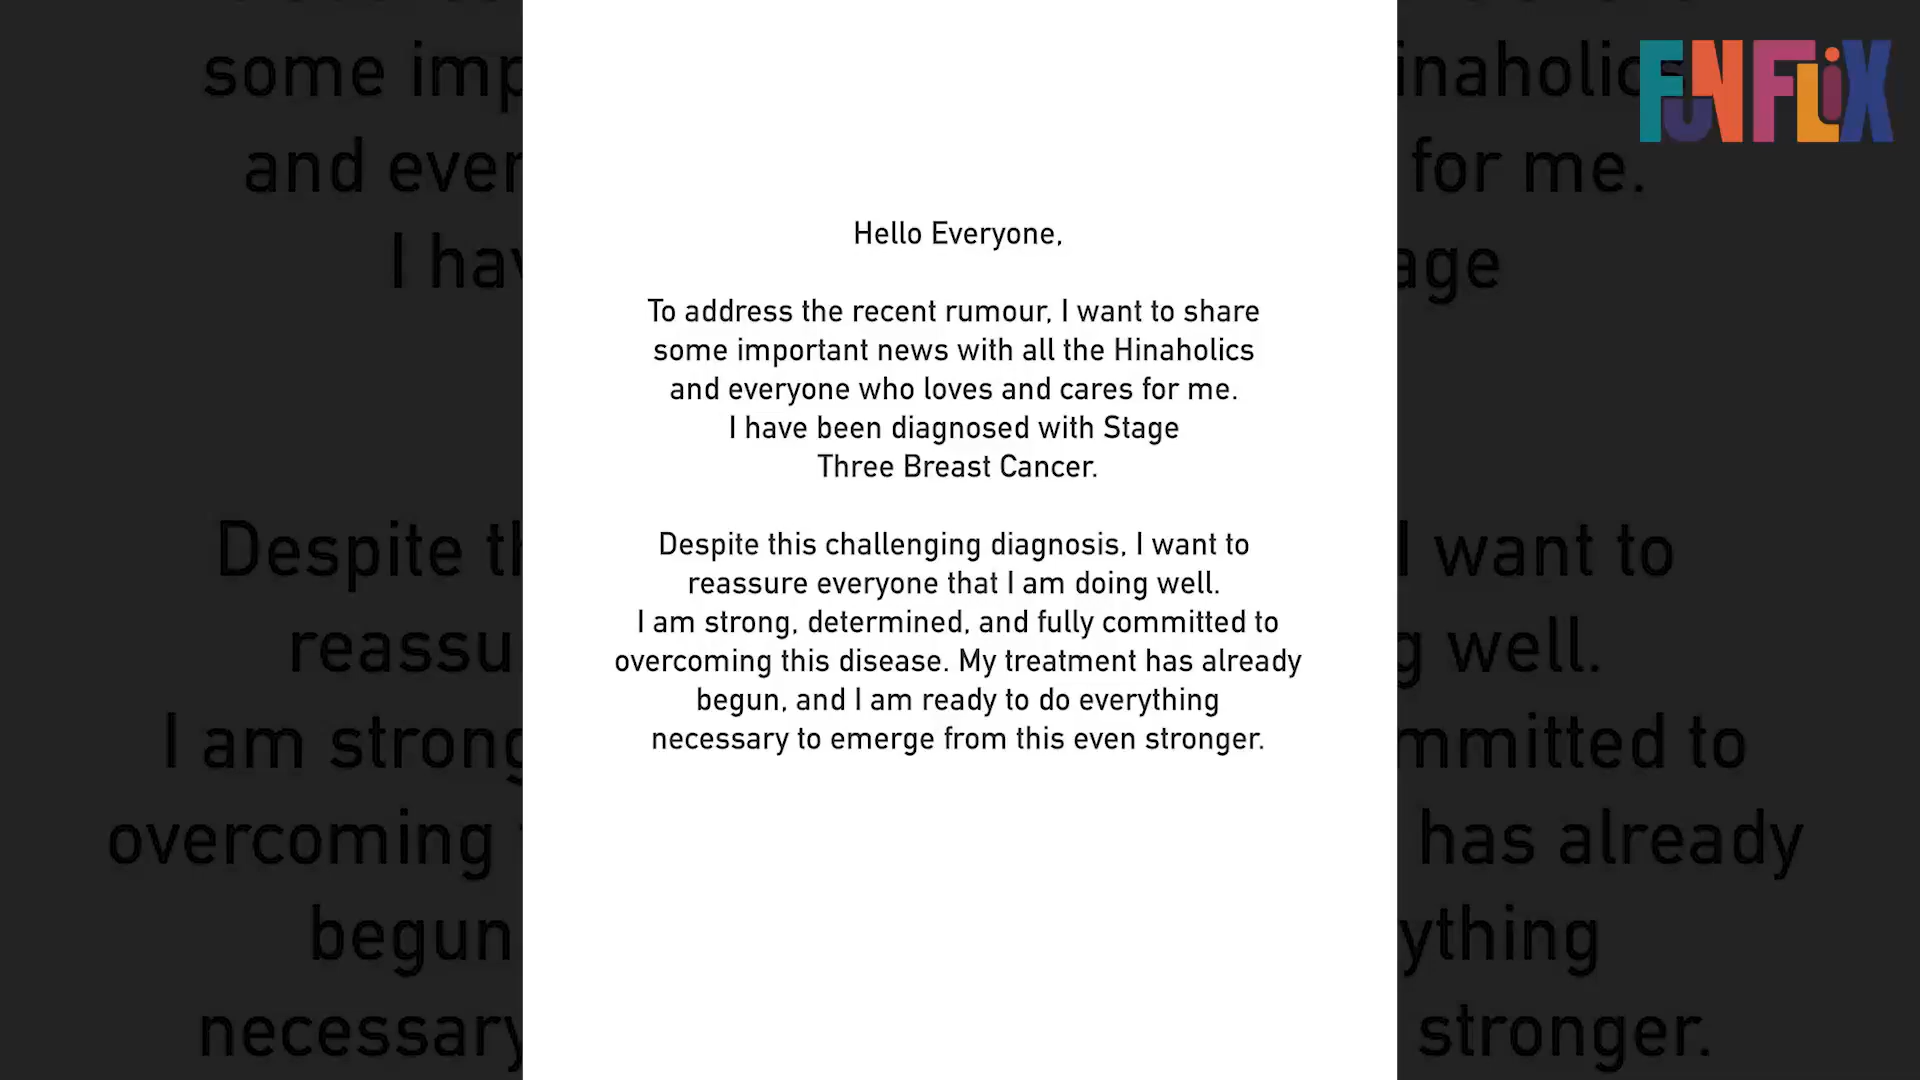 FUNFLiX
Hello Everyone,
To address the recent rumour, I want to share
some important news with all the Hinaholics
and everyone who loves and cares for me.
I have been diagnosed with Stage
Three Breast Cancer.
Despite this challenging diagnosis, I want to
reassure everyone that I am doing well.
I am strong, determined, and fully committed to
overcoming this disease. My treatment has already
begun, and I am ready to do everything
necessary to emerge from this even stronger.